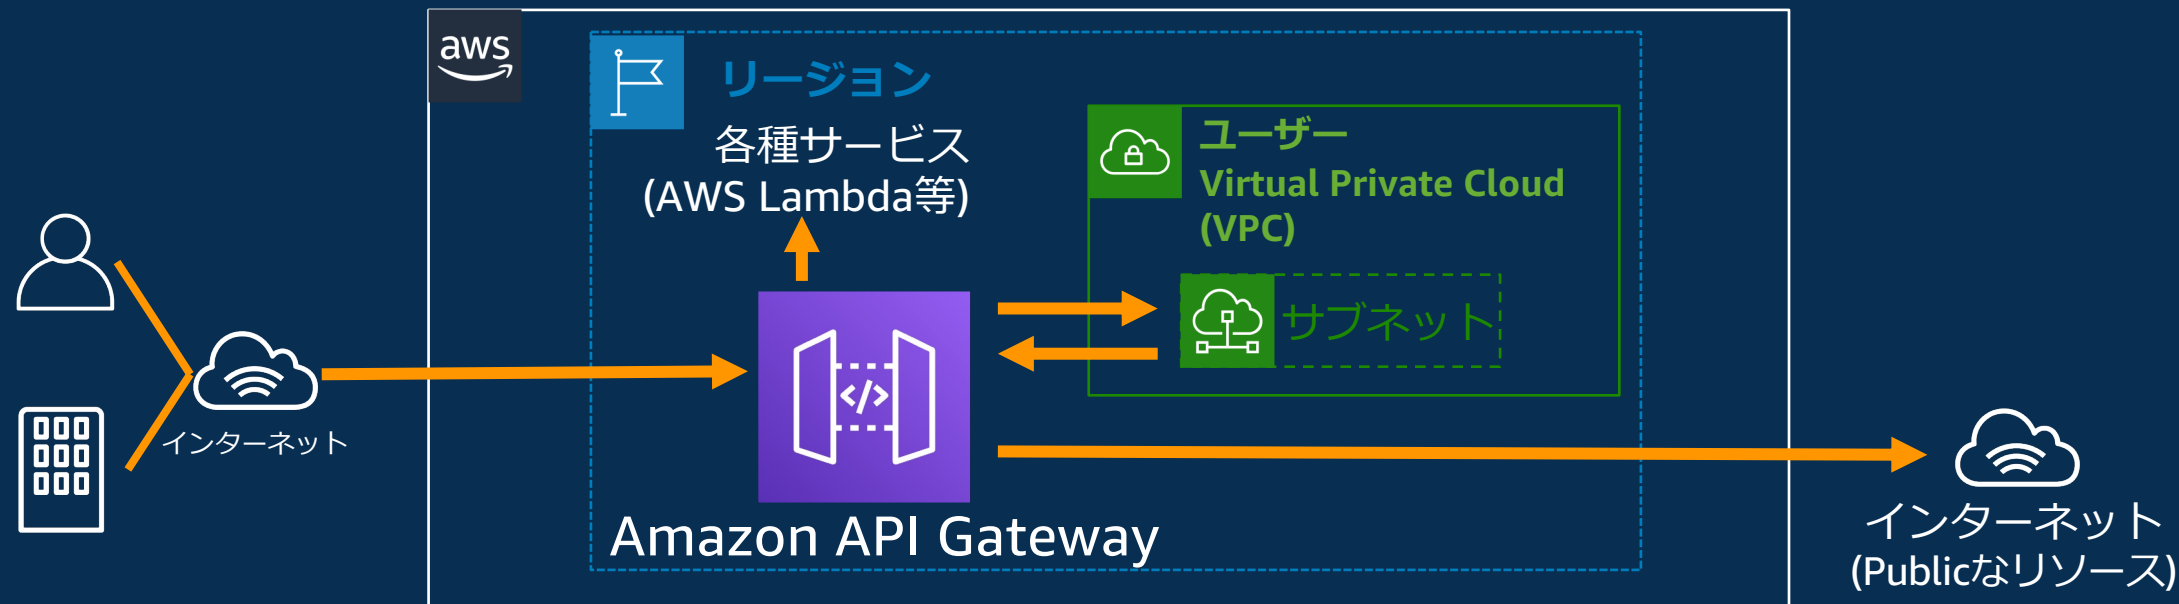 aws
リージョン
各種サービス
(AWS Lambda等)
ユーザー
Virtual Private Cloud
(VPC)
サブネット
インターネット
Amazon API Gateway
インターネット
(Publicなリソース)